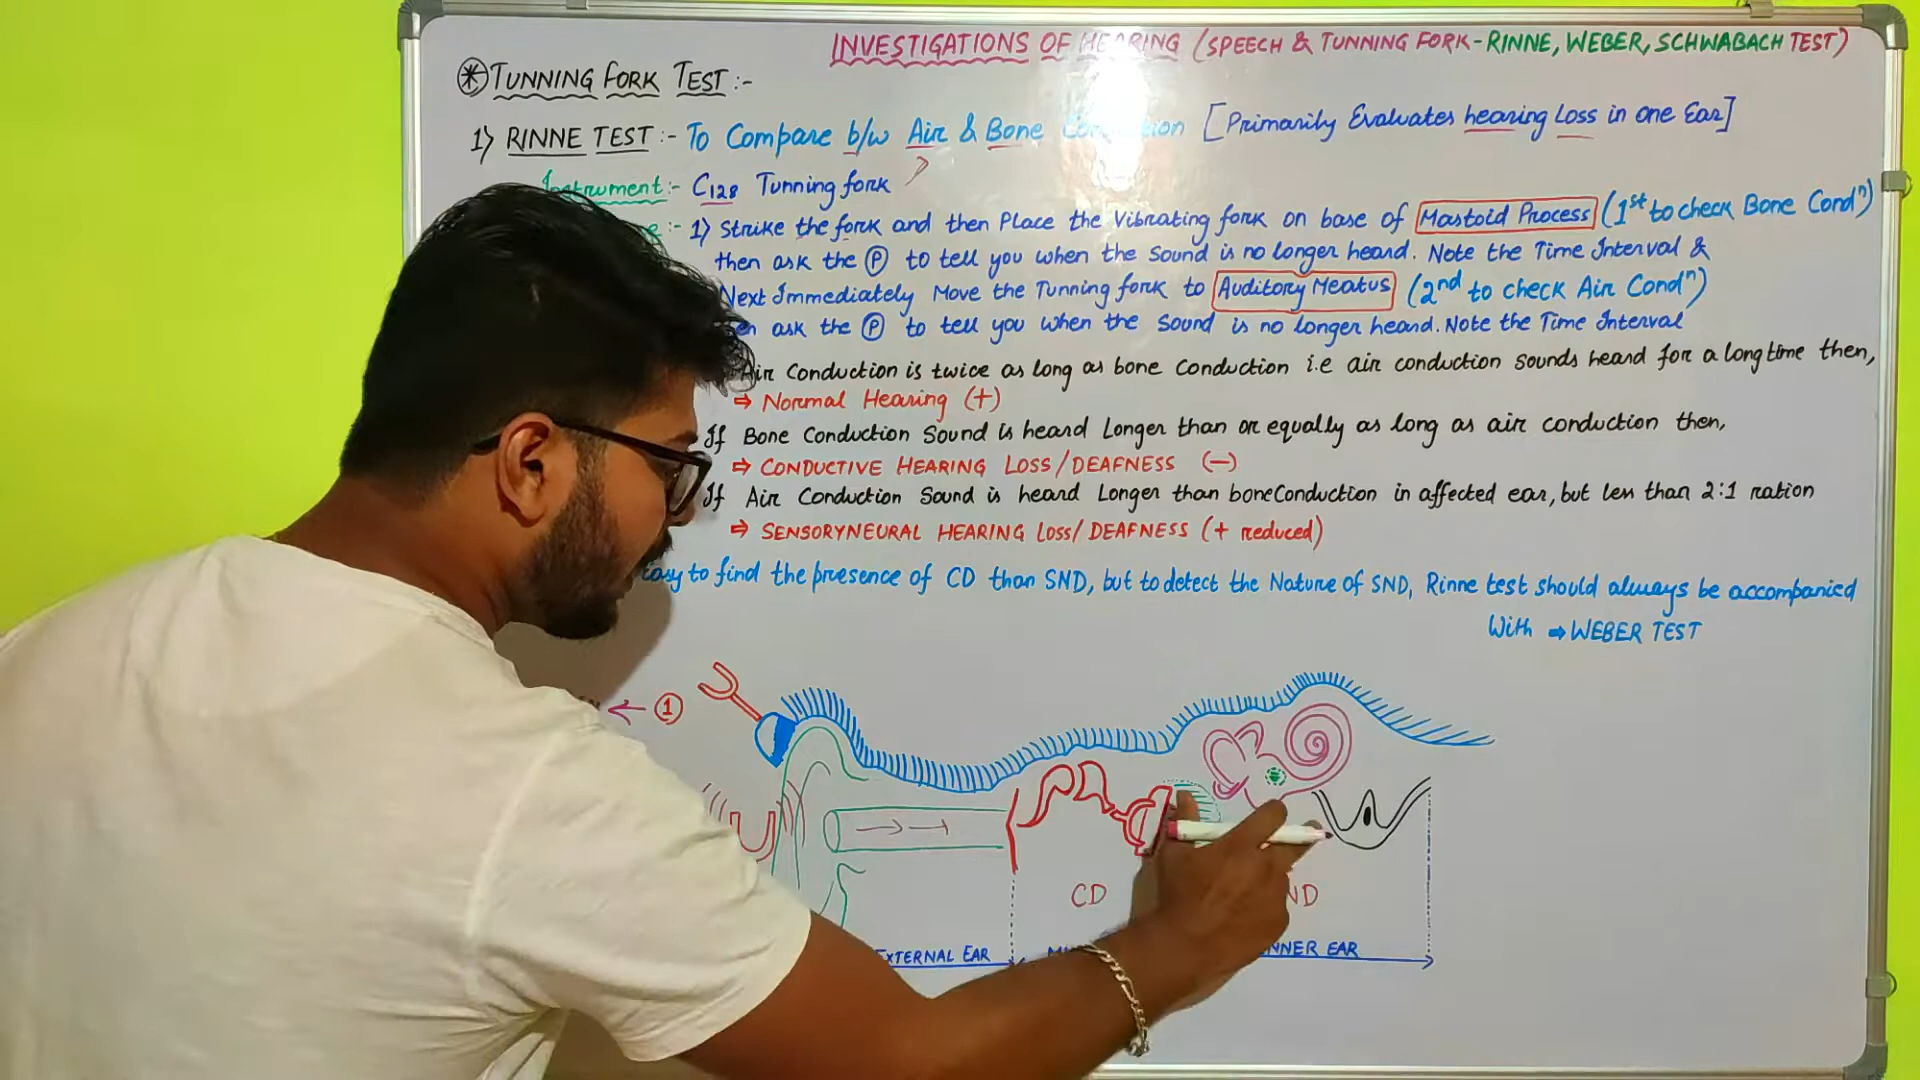 INVESTIGATIONS OF HEARING (SPEECH & TUNNING FORK - RINNE, WEBER, SCHWABACH TEST)
* TUNNING FORK TEST :-
1) RINNE TEST :- To Compare b/w Air & Bone [Primarily Evaluates hearing Loss in one Ear]
Instrument :- C128 Tunning fork
:- 1) Strike the fork and then Place the Vibrating fork on base of Mastoid Process (1st to check Bone Condn)
then ask the P to tell you when the Sound is no longer heard. Note the Time Interval &
Next Immediately Move the Tunning fork to Auditory Meatus (2nd to check Air Condn)
ask the P to tell you when the Sound is no longer heard. Note the Time Interval
Air Conduction is twice as long as bone Conduction i.e air conduction sounds heard for a long time then,
⇒ Normal Hearing (+)
If Bone Conduction Sound is heard Longer than or equally as long as air conduction then,
⇒ CONDUCTIVE HEARING LOSS/DEAFNESS (-)
If Air Conduction Sound is heard Longer than bone Conduction in affected ear, but less than 2:1 ration
⇒ SENSORYNEURAL HEARING LOSS/DEAFNESS (+ reduced)
easy to find the presence of CD than SND, but to detect the Nature of SND, Rinne test should always be accompanied
With ⇒ WEBER TEST
← 1
CD
ND
EXTERNAL EAR
INNER EAR